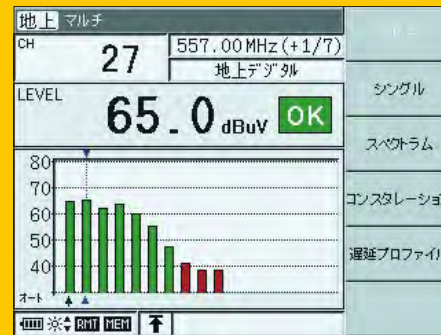 地上 マルチ
CH 27 557.00MHz(+1/7)
地上デジタル
LEVEL 65.0 dBuV OK
80
70
60
50
40
オート
RMT MEM
シングル
スペクトラム
コンスタレーショ
遅延プロファイル